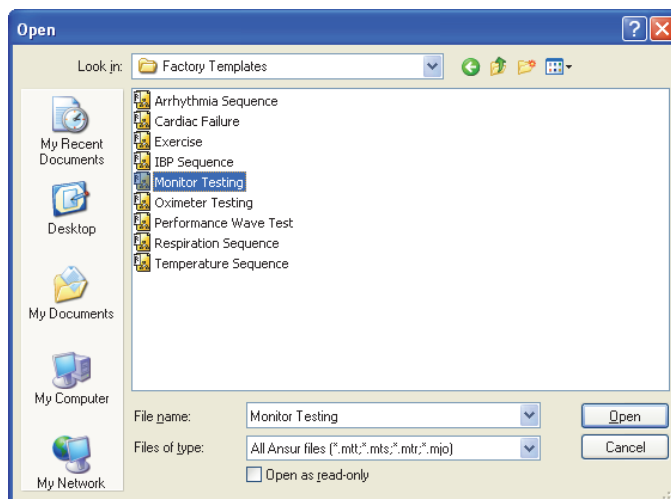 Open
Look in:
Factory Templates
My Recent
Documents
Desktop
My Documents
My Computer
My Network
Arrhythmia Sequence
Cardiac Failure
Exercise
IBP Sequence
Monitor Testing
Oximeter Testing
Performance Wave Test
Respiration Sequence
Temperature Sequence
File name:
Monitor Testing
Open
Files of type:
All Ansur files (*.mtt;*.mts;*.mtr;*.mjo)
Cancel
Open as read-only